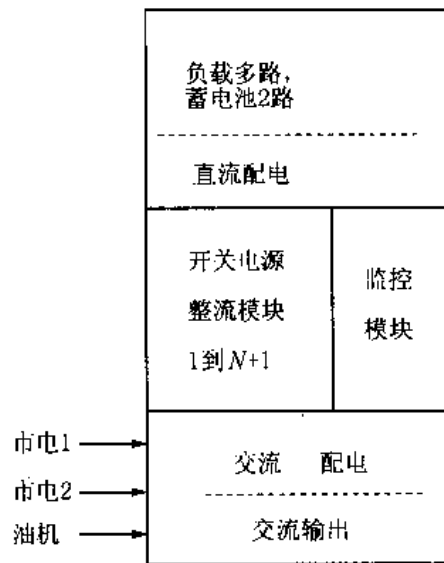 负载多路,
蓄电池2路
直流配电
开关电源
整流模块
1到N+1
监控
模块
市电1
市电2
油机
交流 配电
交流输出